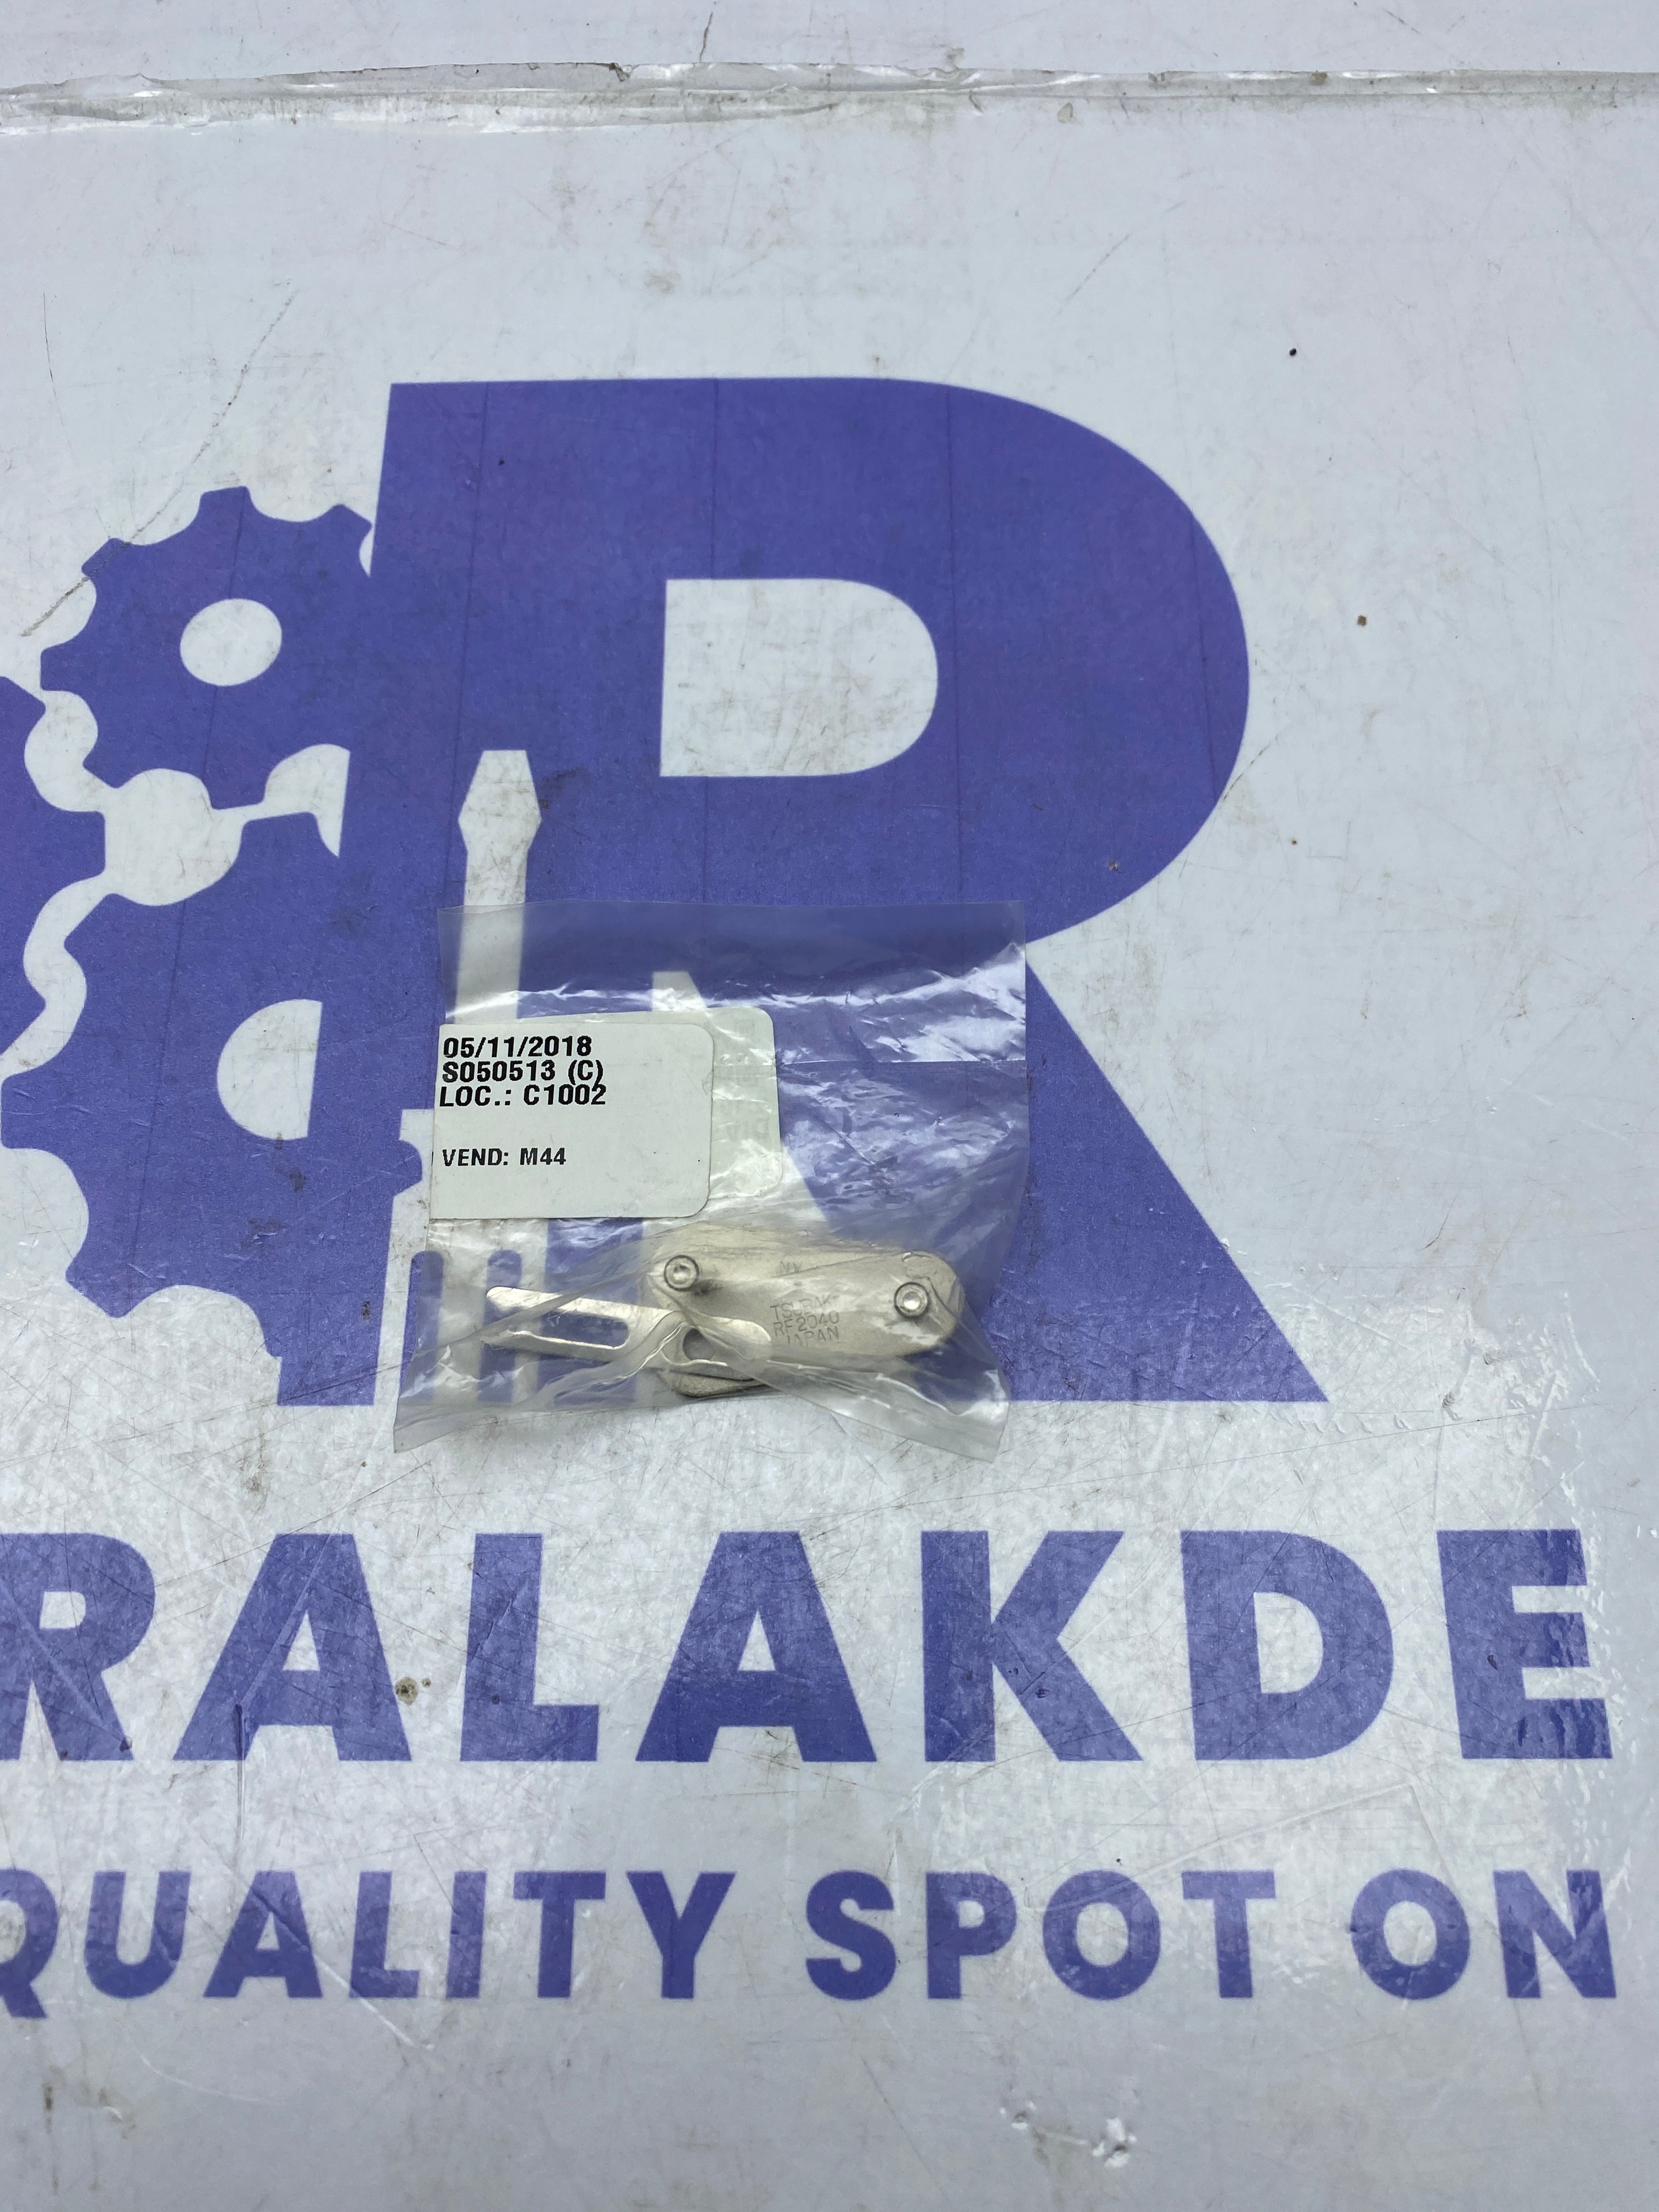 05/11/2018
S050513 (C)
LOC.: C1002
VEND: M44
TSUBAKI
RF2040
JAPAN
RALAKDE
QUALITY SPOT ON